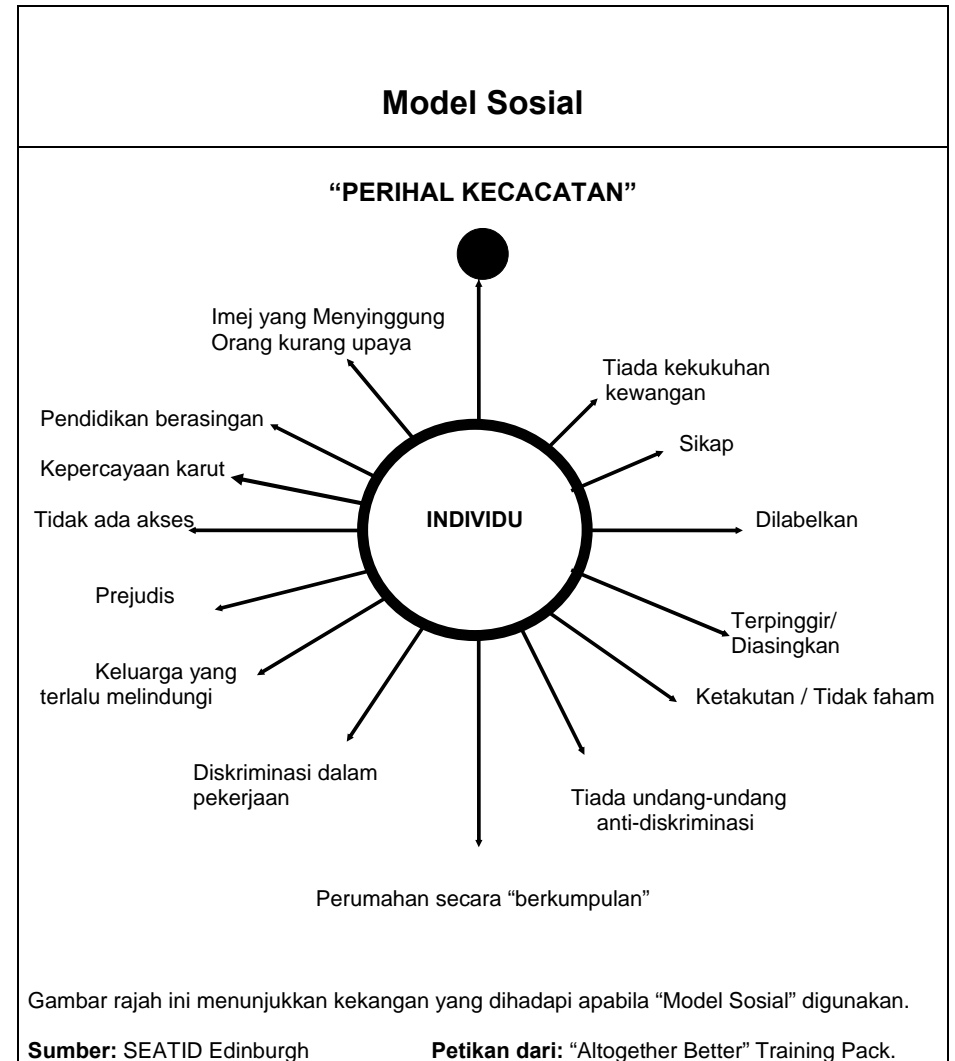 Model Sosial
“PERIHAL KECACATAN”
Imej yang Menyinggung
Orang kurang upaya
Tiada kekukuhan
kewangan
Pendidikan berasingan
Sikap
Kepercayaan karut
Tidak ada akses
INDIVIDU
Dilabelkan
Prejudis
Terpinggir/
Diasingkan
Keluarga yang
terlalu melindungi
Ketakutan / Tidak faham
Diskriminasi dalam
pekerjaan
Tiada undang-undang
anti-diskriminasi
Perumahan secara “berkumpulan”
Gambar rajah ini menunjukkan kekangan yang dihadapi apabila “Model Sosial” digunakan.
Sumber: SEATID Edinburgh Petikan dari: “Altogether Better” Training Pack.